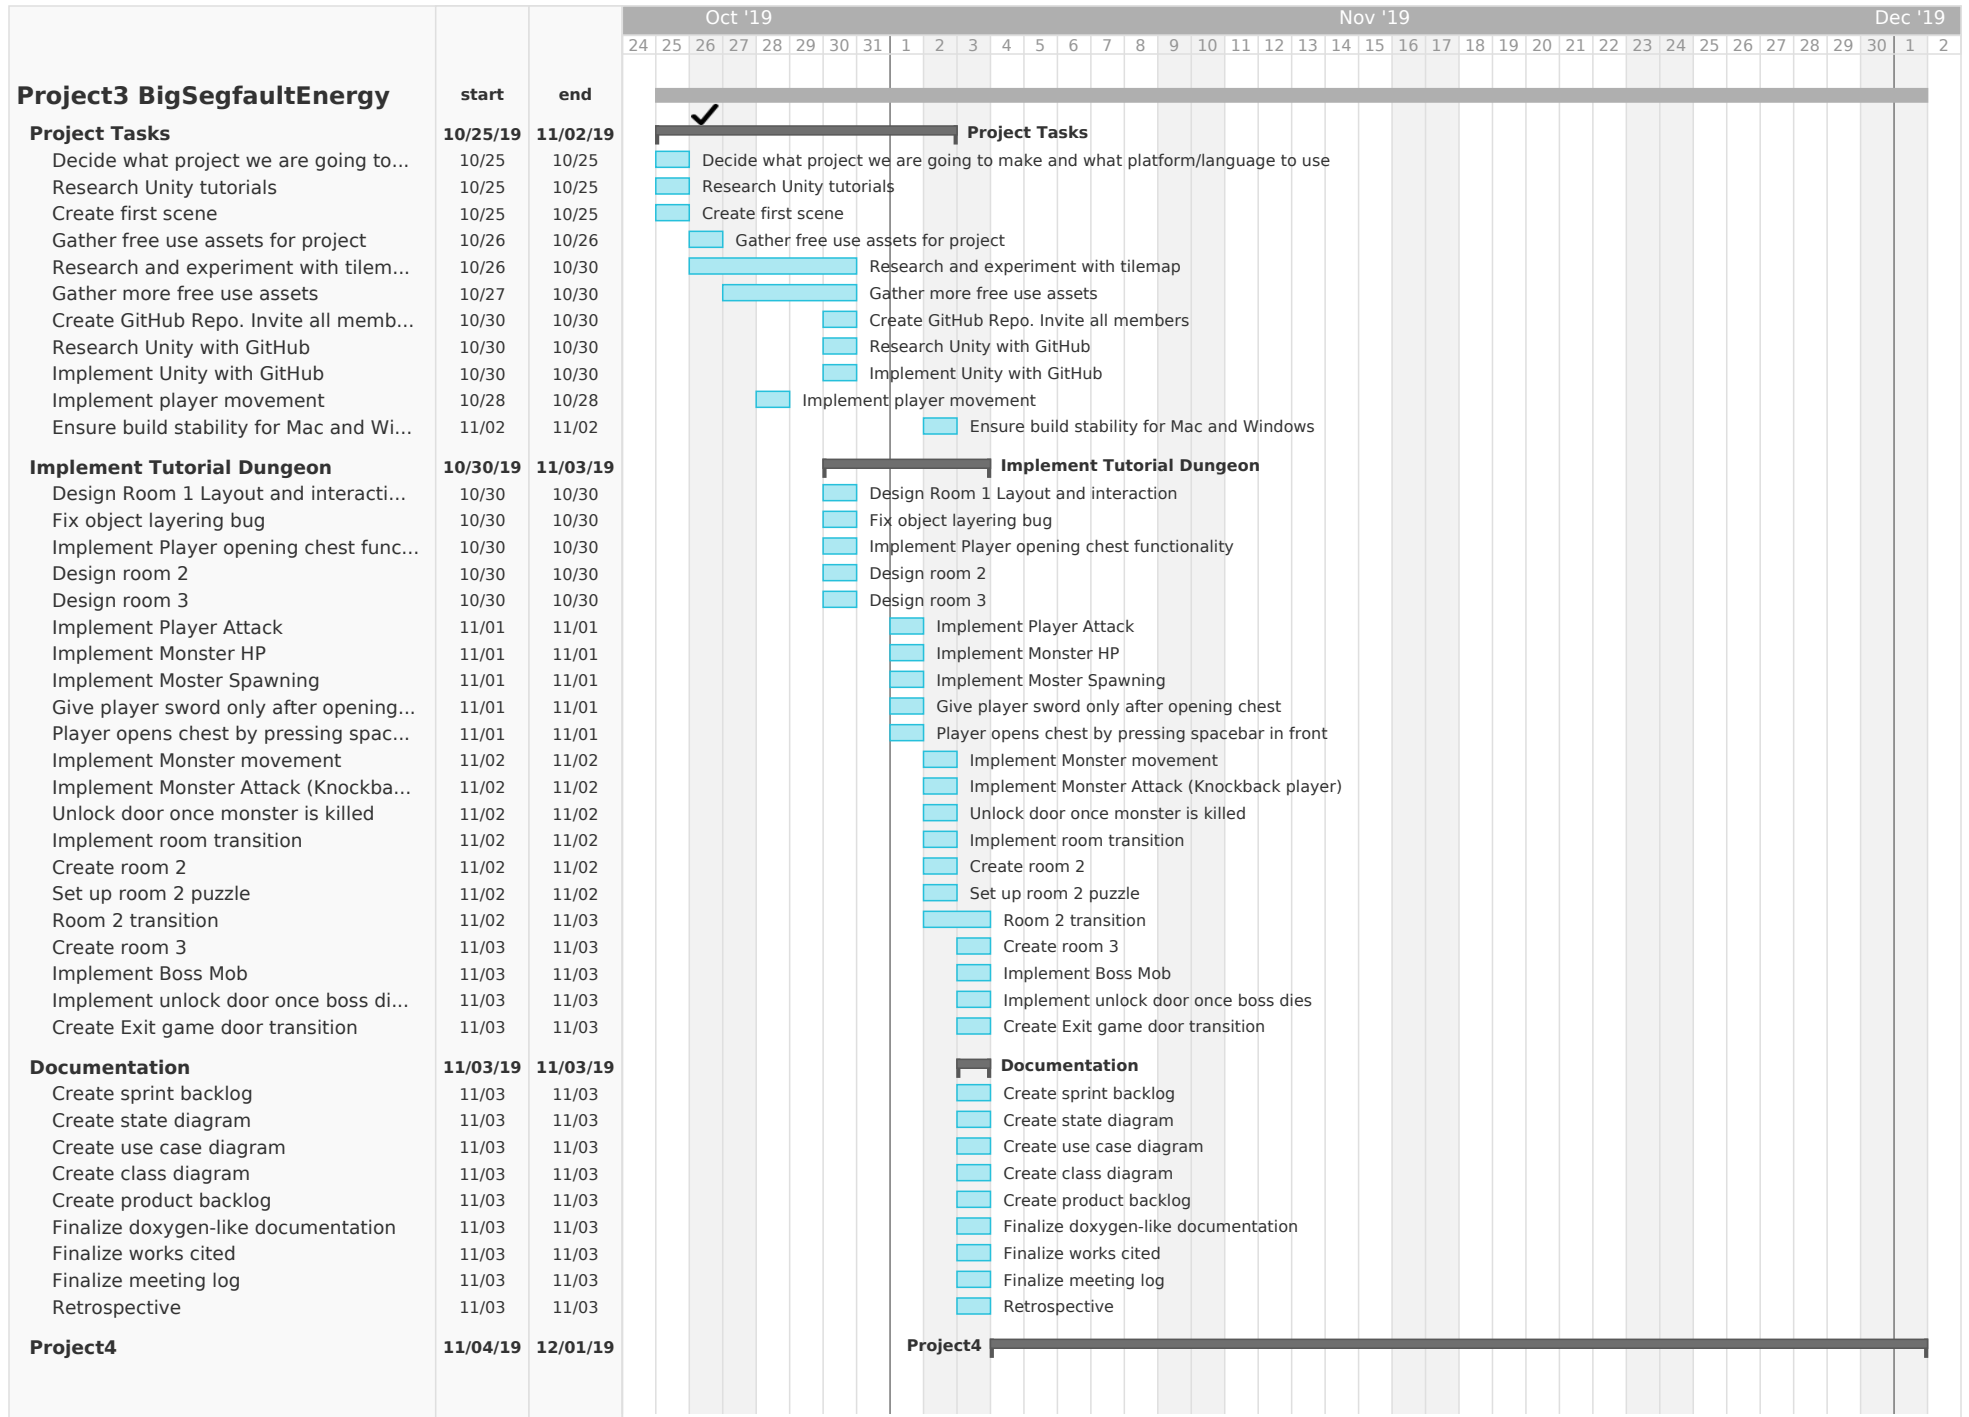 Oct '19 Nov '19 Dec '19
24 25 26 27 28 29 30 31 1 2 3 4 5 6 7 8 9 10 11 12 13 14 15 16 17 18 19 20 21 22 23 24 25 26 27 28 29 30 1 2
Project3 BigSegfaultEnergy start end
Project Tasks 10/25/19 11/02/19 Project Tasks
Decide what project we are going to... 10/25 10/25 Decide what project we are going to make and what platform/language to use
Research Unity tutorials 10/25 10/25 Research Unity tutorials
Create first scene 10/25 10/25 Create first scene
Gather free use assets for project 10/26 10/26 Gather free use assets for project
Research and experiment with tilem... 10/26 10/30 Research and experiment with tilemap
Gather more free use assets 10/27 10/30 Gather more free use assets
Create GitHub Repo. Invite all memb... 10/30 10/30 Create GitHub Repo. Invite all members
Research Unity with GitHub 10/30 10/30 Research Unity with GitHub
Implement Unity with GitHub 10/30 10/30 Implement Unity with GitHub
Implement player movement 10/28 10/28 Implement player movement
Ensure build stability for Mac and Wi... 11/02 11/02 Ensure build stability for Mac and Windows
Implement Tutorial Dungeon 10/30/19 11/03/19 Implement Tutorial Dungeon
Design Room 1 Layout and interacti... 10/30 10/30 Design Room 1 Layout and interaction
Fix object layering bug 10/30 10/30 Fix object layering bug
Implement Player opening chest func... 10/30 10/30 Implement Player opening chest functionality
Design room 2 10/30 10/30 Design room 2
Design room 3 10/30 10/30 Design room 3
Implement Player Attack 11/01 11/01 Implement Player Attack
Implement Monster HP 11/01 11/01 Implement Monster HP
Implement Moster Spawning 11/01 11/01 Implement Moster Spawning
Give player sword only after opening... 11/01 11/01 Give player sword only after opening chest
Player opens chest by pressing spac... 11/01 11/01 Player opens chest by pressing spacebar in front
Implement Monster movement 11/02 11/02 Implement Monster movement
Implement Monster Attack (Knockba... 11/02 11/02 Implement Monster Attack (Knockback player)
Unlock door once monster is killed 11/02 11/02 Unlock door once monster is killed
Implement room transition 11/02 11/02 Implement room transition
Create room 2 11/02 11/02 Create room 2
Set up room 2 puzzle 11/02 11/02 Set up room 2 puzzle
Room 2 transition 11/02 11/03 Room 2 transition
Create room 3 11/03 11/03 Create room 3
Implement Boss Mob 11/03 11/03 Implement Boss Mob
Implement unlock door once boss di... 11/03 11/03 Implement unlock door once boss dies
Create Exit game door transition 11/03 11/03 Create Exit game door transition
Documentation 11/03/19 11/03/19 Documentation
Create sprint backlog 11/03 11/03 Create sprint backlog
Create state diagram 11/03 11/03 Create state diagram
Create use case diagram 11/03 11/03 Create use case diagram
Create class diagram 11/03 11/03 Create class diagram
Create product backlog 11/03 11/03 Create product backlog
Finalize doxygen-like documentation 11/03 11/03 Finalize doxygen-like documentation
Finalize works cited 11/03 11/03 Finalize works cited
Finalize meeting log 11/03 11/03 Finalize meeting log
Retrospective 11/03 11/03 Retrospective
Project4 11/04/19 12/01/19 Project4